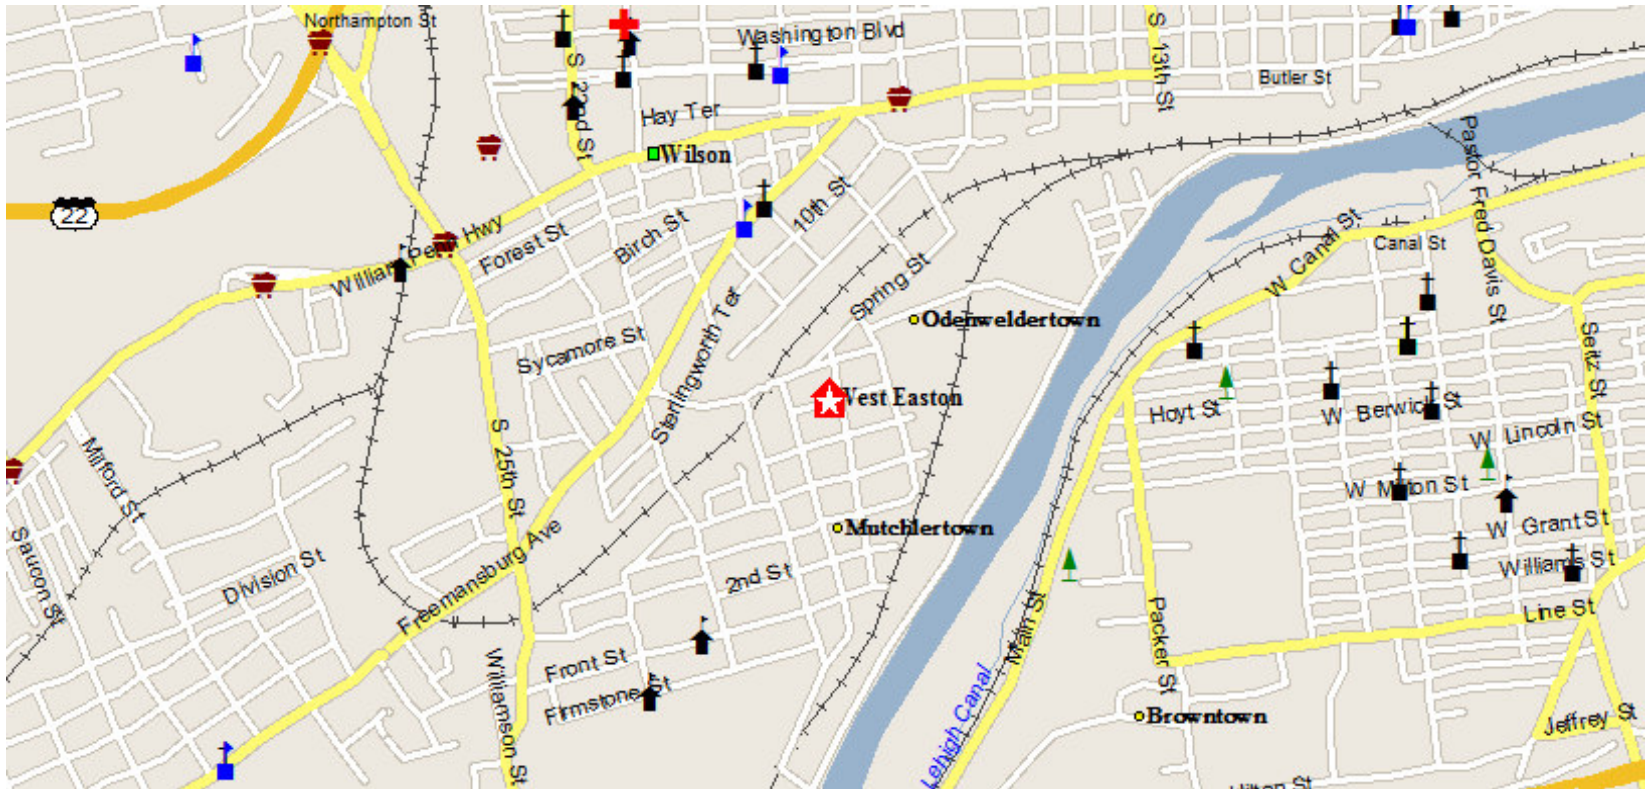 Northampton St
Washington Blvd
S 13th St
Butler St
S 22nd St
Hay Ter
Wilson
Pastor Fred Davis St
22
William Penn Hwy
Forest St
Birch St
10th St
Spring St
W Canal St
Canal St
Odenweldertown
Sycamore St
Sterlingworth Ter
Seitz St
West Easton
Hoyt St
W Berwick St
W Lincoln St
Milford St
S 25th St
W Milton St
Mutchlertown
W Grant St
Saucon St
Division St
Freemansburg Ave
2nd St
Williams St
Main St
Packer St
Line St
Front St
Firmstone St
Williamson St
Lehigh Canal
Browntown
Jeffrey St